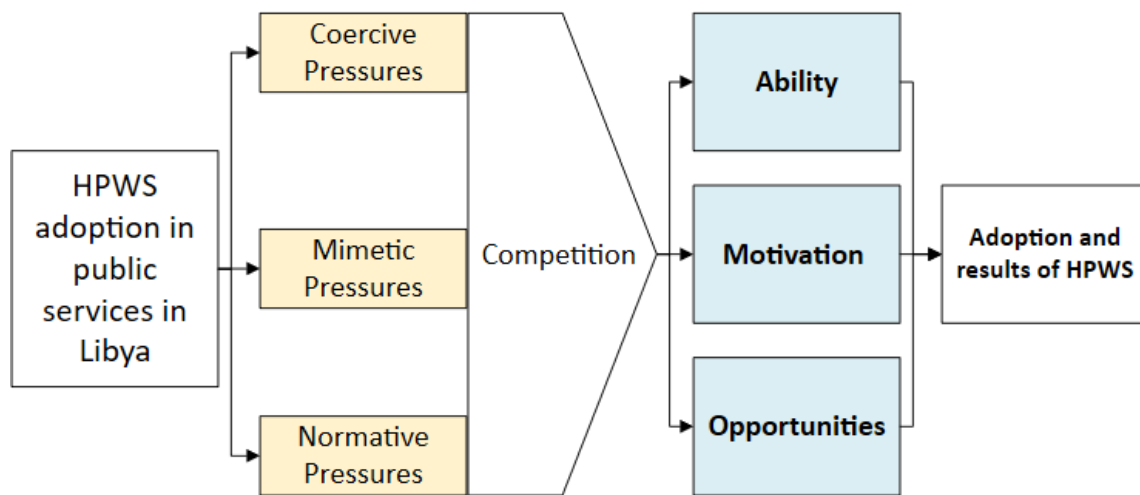 HPWS
adoption in
public
services in
Libya
Coercive
Pressures
Mimetic
Pressures
Normative
Pressures
Competition
Ability
Motivation
Opportunities
Adoption and
results of HPWS